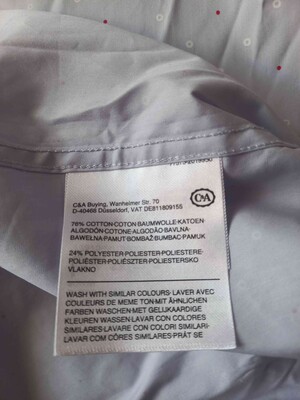 C&A Buying, Wanheimer Str. 70
D-40468 Düsseldorf, VAT DE811809155
C&A
76% COTTON-COTON-BAUMWOLLE-KATOEN
ALGODÓN-COTONE-ALGODÃO-BAVLNA-
BAWEŁNA-PAMUT-BOMBAŽ-BUMBAC-PAMUK
24% POLYESTER-POLIESTER-POLIESTERE-
POLIÉSTER-POLIÉSZTER-POLIESTERSKO
VLAKNO
WASH WITH SIMILAR COLOURS-LAVER AVEC
COULEURS DE MEME TON-MIT ÄHNLICHEN
FARBEN WASCHEN-MET GELIJKAARDIGE
KLEUREN WASSEN-LAVAR CON COLORES
SIMILARES-LAVARE CON COLORI SIMILARI-
LAVAR COM CORES SIMILARES-PRÁT SE